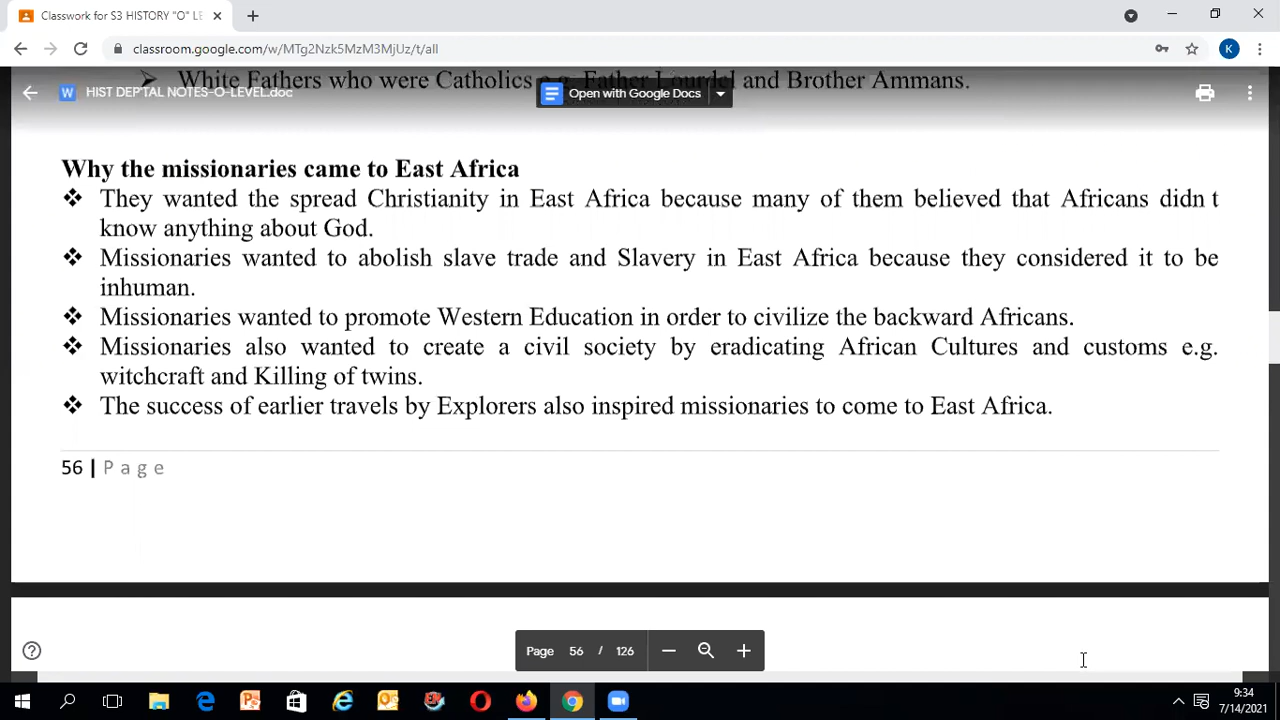 Classwork for S3 HISTORY "O" LE
classroom.google.com/w/MTg2Nzk5MzM3MjUz/t/all
K
White Fathers who were Catholics e.g. Father Lourdel and Brother Ammans.
W HIST DEPTAL NOTES-O-LEVEL.doc
Open with Google Docs
Why the missionaries came to East Africa
They wanted the spread Christianity in East Africa because many of them believed that Africans didn t
know anything about God.
Missionaries wanted to abolish slave trade and Slavery in East Africa because they considered it to be
inhuman.
Missionaries wanted to promote Western Education in order to civilize the backward Africans.
Missionaries also wanted to create a civil society by eradicating African Cultures and customs e.g.
witchcraft and Killing of twins.
The success of earlier travels by Explorers also inspired missionaries to come to East Africa.
56 | Page
Page 56 / 126
9:34
7/14/2021